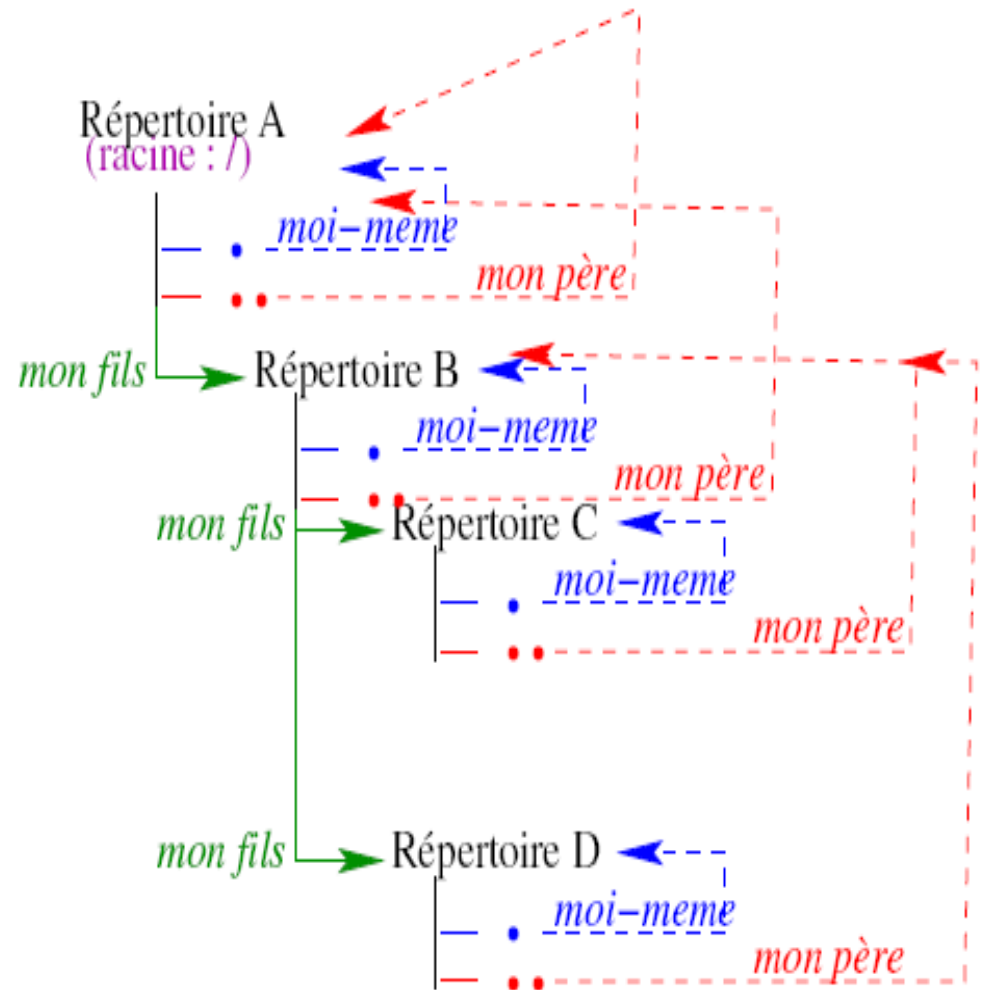 Répertoire A
(racine : /)
moi-meme
mon père
mon fils
Répertoire B
moi-meme
mon père
mon fils
Répertoire C
moi-meme
mon père
mon fils
Répertoire D
moi-meme
mon père